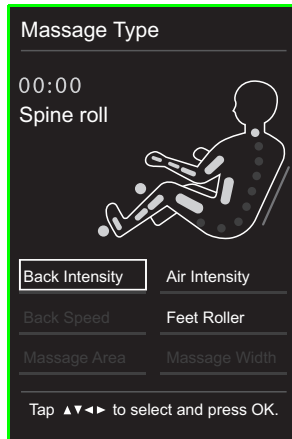 Massage Type
00:00
Spine roll
Back Intensity Air Intensity
Back Speed Feet Roller
Massage Area Massage Width
Tap ▲▼◄► to select and press OK.